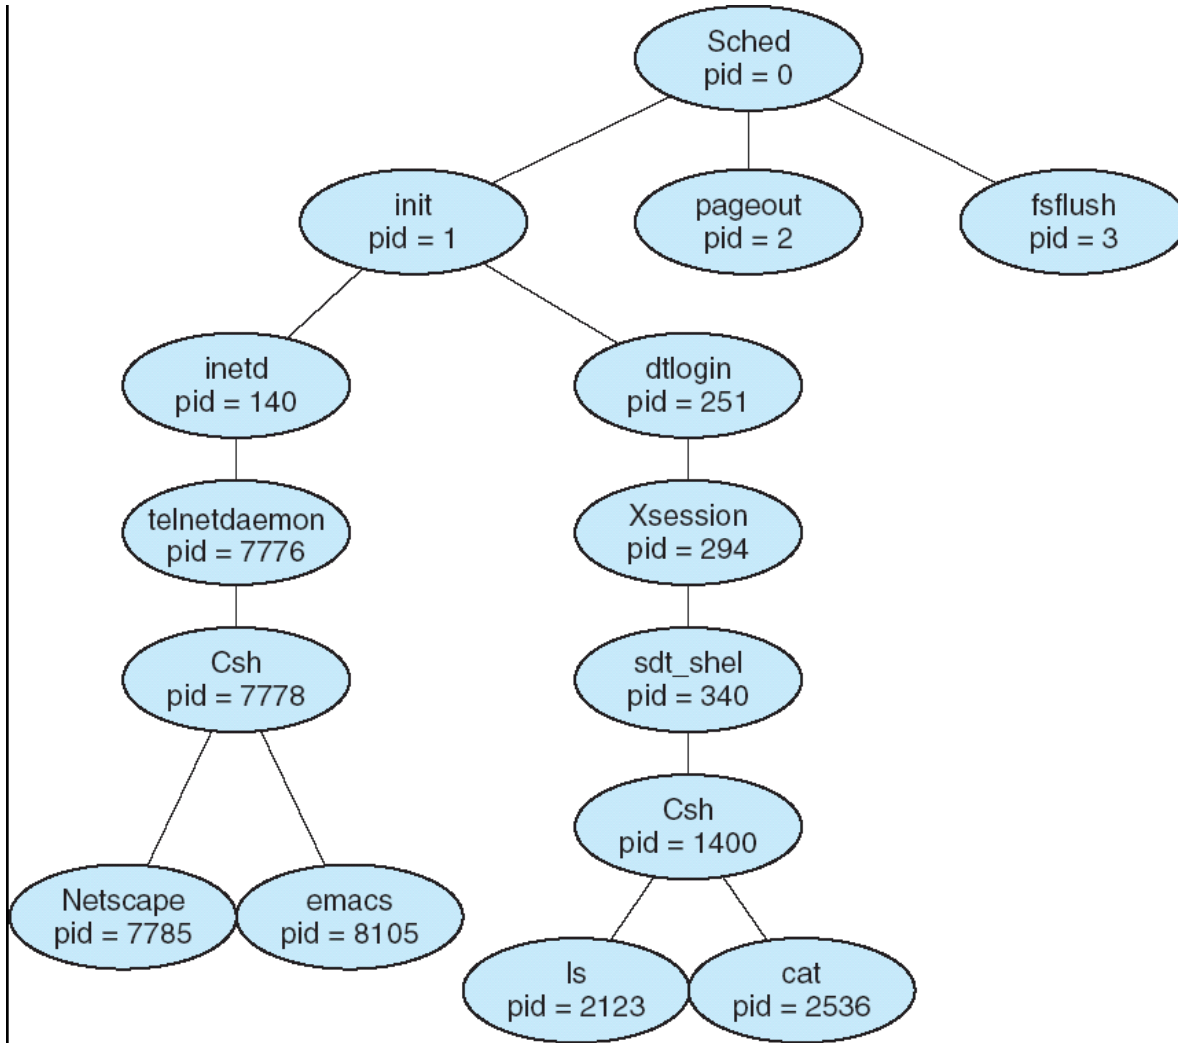 Sched
pid = 0
init
pid = 1
pageout
pid = 2
fsflush
pid = 3
inetd
pid = 140
dtlogin
pid = 251
telnetdaemon
pid = 7776
Xsession
pid = 294
Csh
pid = 7778
sdt_shel
pid = 340
Csh
pid = 1400
Netscape
pid = 7785
emacs
pid = 8105
ls
pid = 2123
cat
pid = 2536